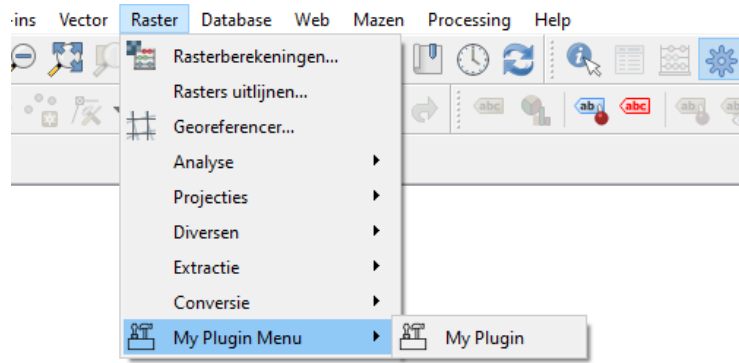 -ins Vector Raster Database Web Mazen Processing Help
Rasterberekeningen...
Rasters uitlijnen...
abc abc abc
Georeferencer...
Analyse
Projecties
Diversen
Extractie
Conversie
My Plugin Menu My Plugin